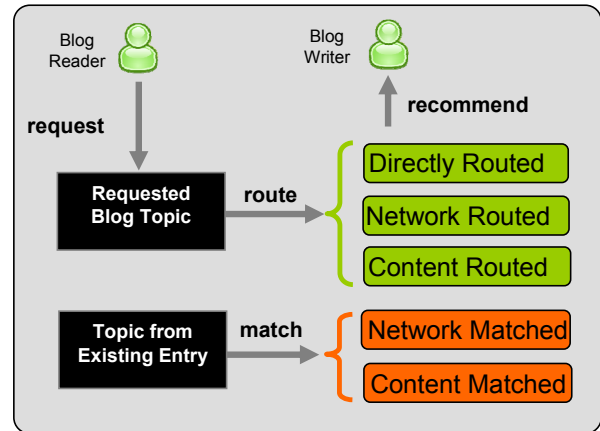 Blog
Reader
Blog
Writer
request
recommend
Requested
Blog Topic
route
Directly Routed
Network Routed
Content Routed
Topic from
Existing Entry
match
Network Matched
Content Matched